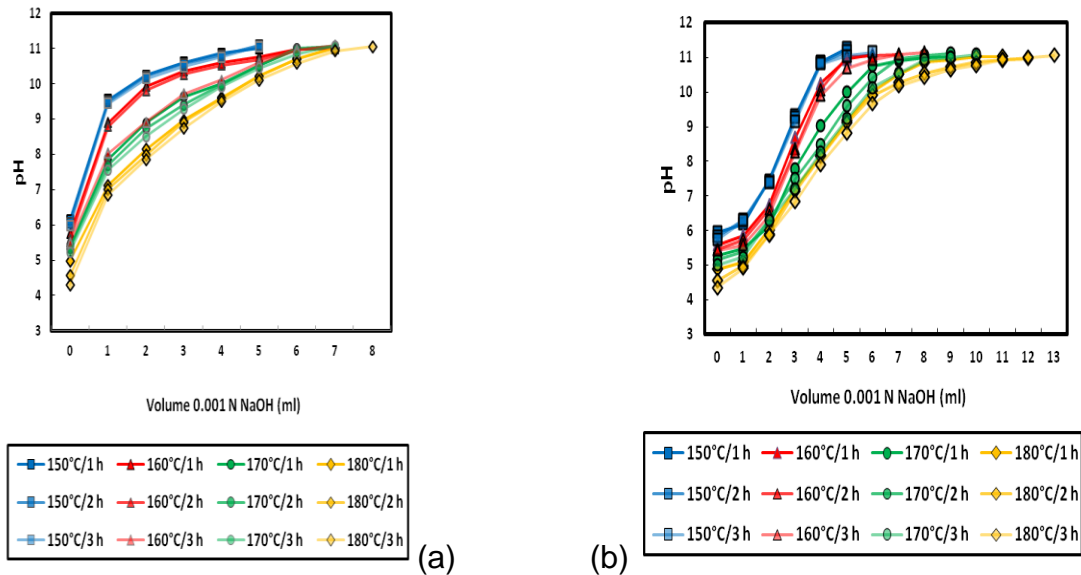 12
11
10
9
8
7
6
5
4
3
pH
0 1 2 3 4 5 6 7 8
Volume 0.001 N NaOH (ml)
150°C/1 h 160°C/1 h 170°C/1 h 180°C/1 h
150°C/2 h 160°C/2 h 170°C/2 h 180°C/2 h
150°C/3 h 160°C/3 h 170°C/3 h 180°C/3 h
(a)
12
11
10
9
8
7
6
5
4
3
pH
0 1 2 3 4 5 6 7 8 9 10 11 12 13
Volume 0.001 N NaOH (ml)
150°C/1 h 160°C/1 h 170°C/1 h 180°C/1 h
150°C/2 h 160°C/2 h 170°C/2 h 180°C/2 h
150°C/3 h 160°C/3 h 170°C/3 h 180°C/3 h
(b)